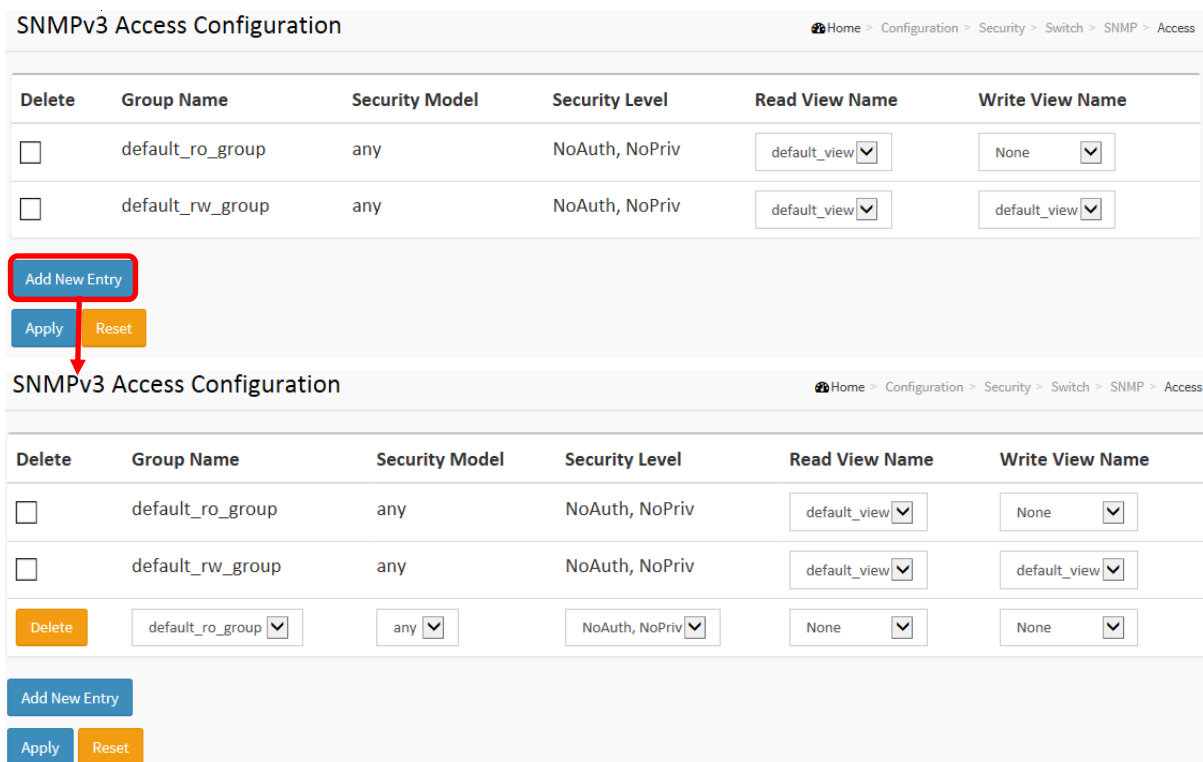 SNMPv3 Access Configuration
Home > Configuration > Security > Switch > SNMP > Access
Delete Group Name Security Model Security Level Read View Name Write View Name
default_ro_group any NoAuth, NoPriv default_view None
default_rw_group any NoAuth, NoPriv default_view default_view
Add New Entry
Apply Reset
SNMPv3 Access Configuration
Home > Configuration > Security > Switch > SNMP > Access
Delete Group Name Security Model Security Level Read View Name Write View Name
default_ro_group any NoAuth, NoPriv default_view None
default_rw_group any NoAuth, NoPriv default_view default_view
Delete default_ro_group any NoAuth, NoPriv None None
Add New Entry
Apply Reset